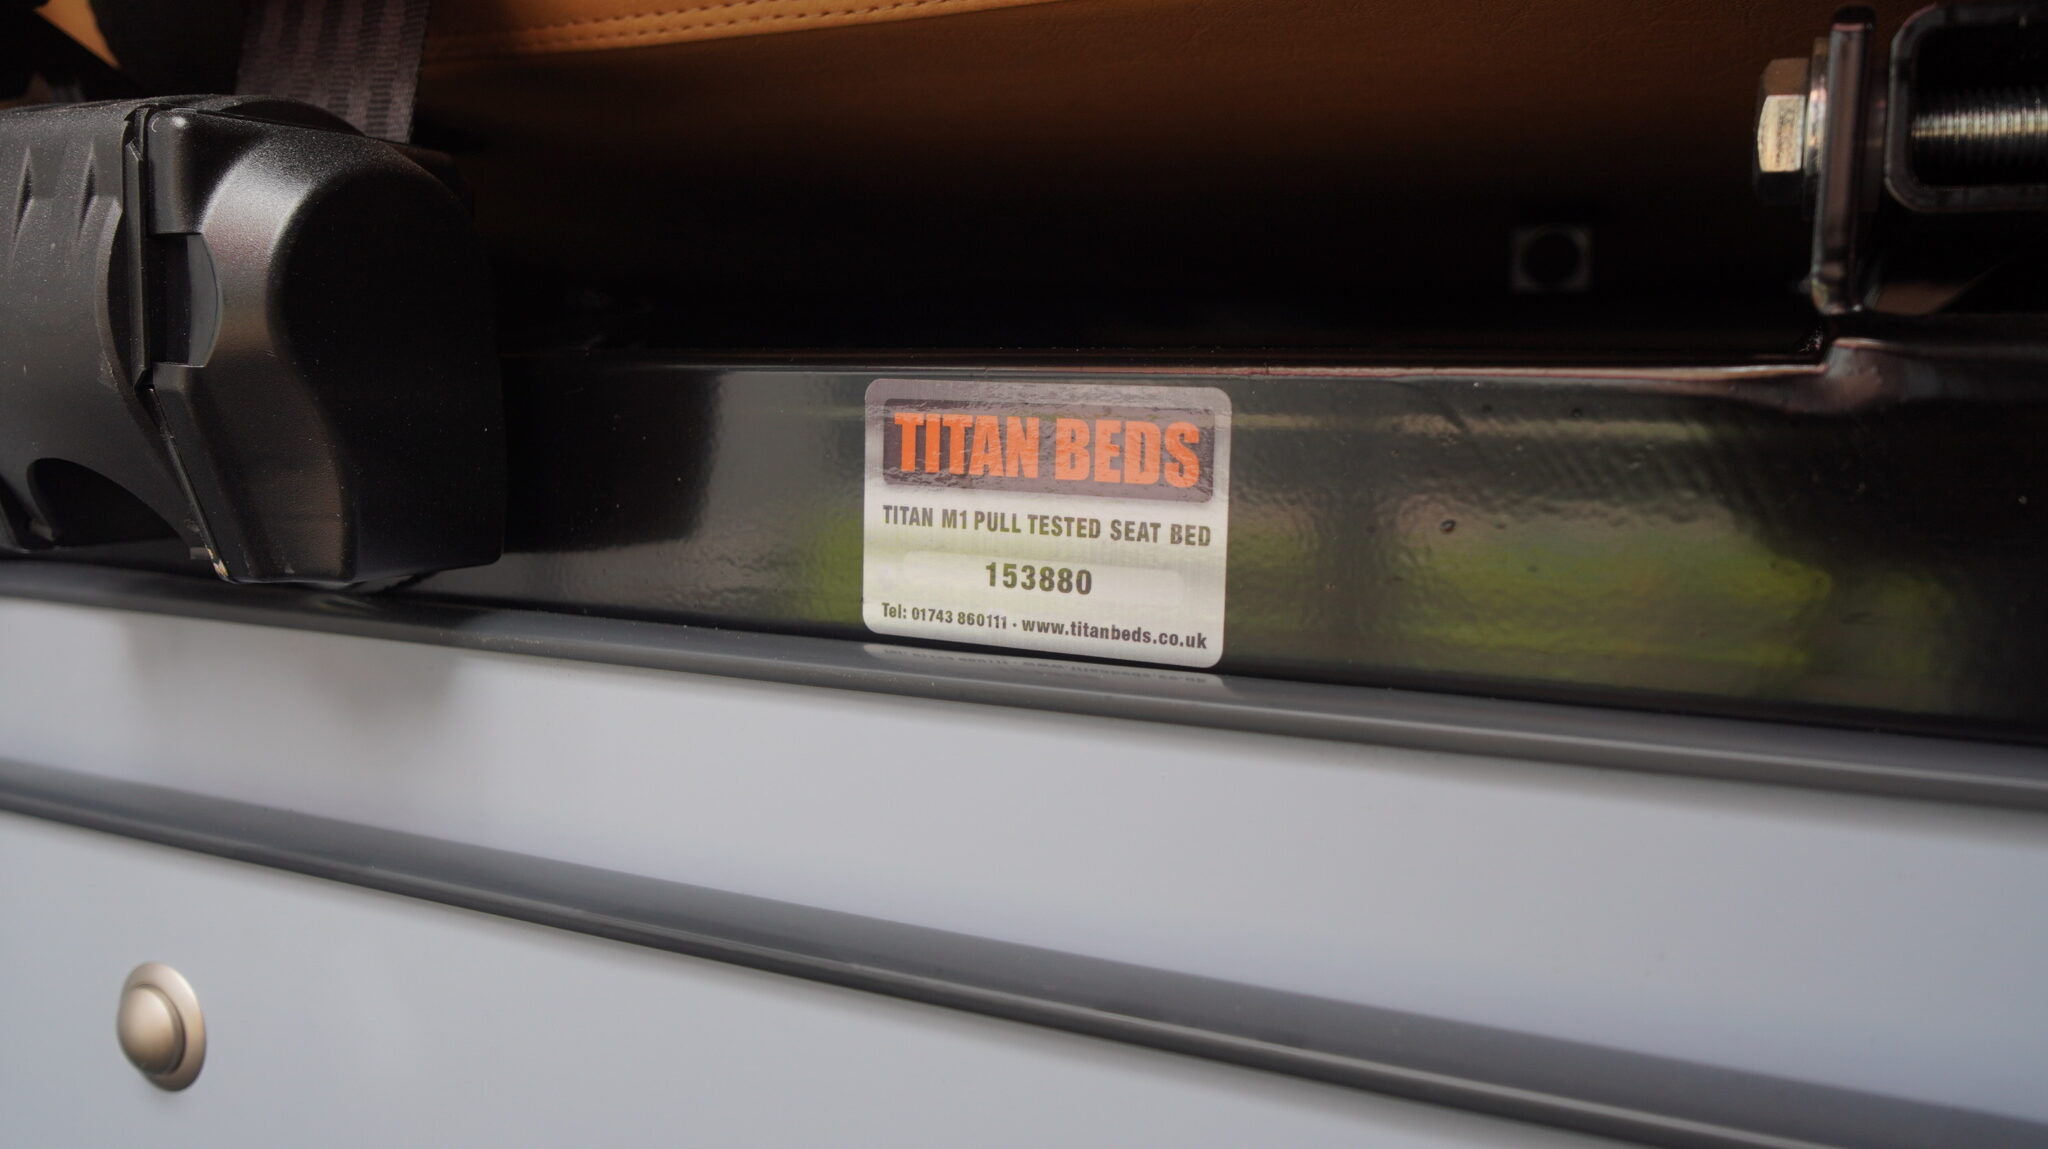 TITAN BEDS
TITAN M1 PULL TESTED SEAT BED
153880
Tel: 01743 860111 · www.titanbeds.co.uk